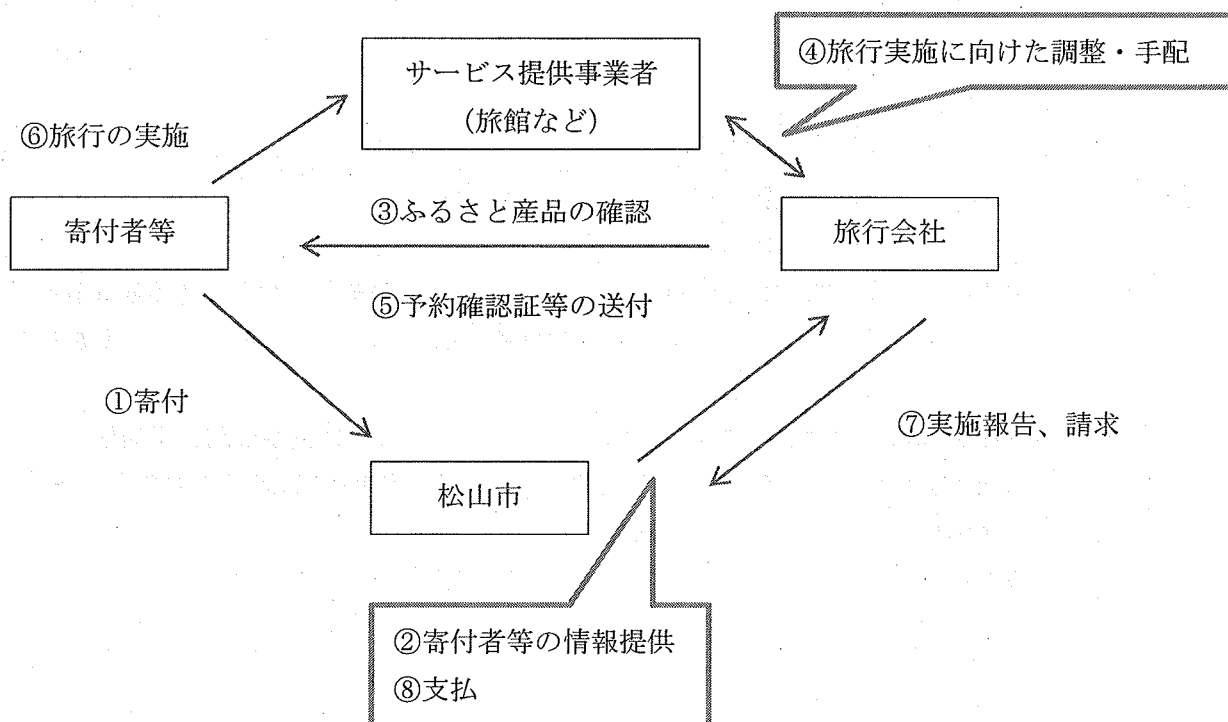 ④旅行実施に向けた調整・手配
サービス提供事業者
(旅館など)
⑥旅行の実施
③ふるさと産品の確認
寄付者等
旅行会社
⑤予約確認証等の送付
①寄付
⑦実施報告、請求
松山市
②寄付者等の情報提供
⑧支払